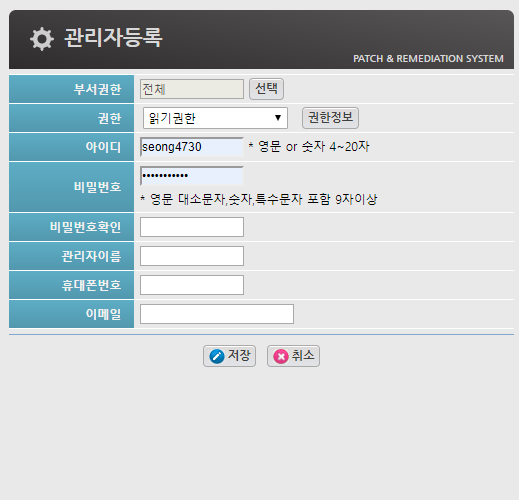 관리자등록
PATCH & REMEDIATION SYSTEM
부서권한 전체 선택
권한 읽기권한 권한정보
아이디 seong4730 * 영문 or 숫자 4~20자
비밀번호 •••••••••••
* 영문 대소문자,숫자,특수문자 포함 9자이상
비밀번호확인
관리자이름
휴대폰번호
이메일
저장 취소